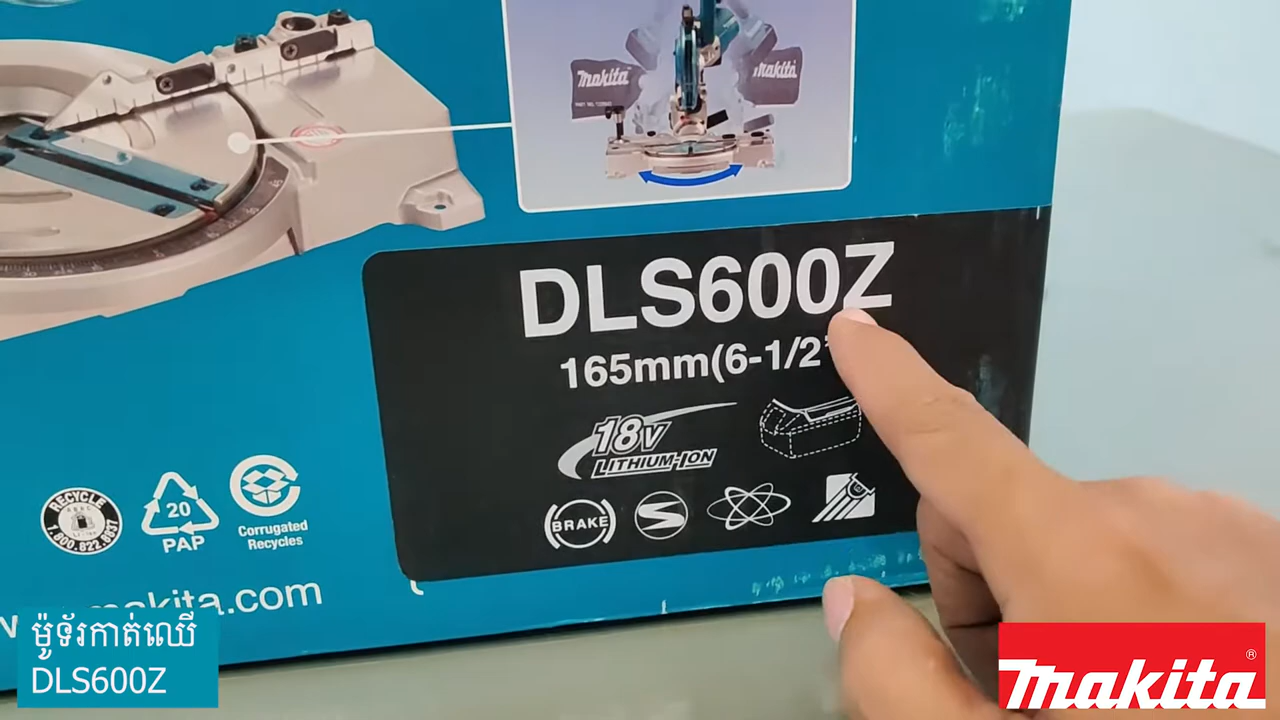 makita
makita
DLS600Z
165mm(6-1/2"
18V
LITHIUM-ION
BRAKE
RECYCLE
1.800.822.8837
20
PAP
Corrugated
Recycles
makita.com
ម៉ូទ័រកាត់ឈើ
DLS600Z
makita®